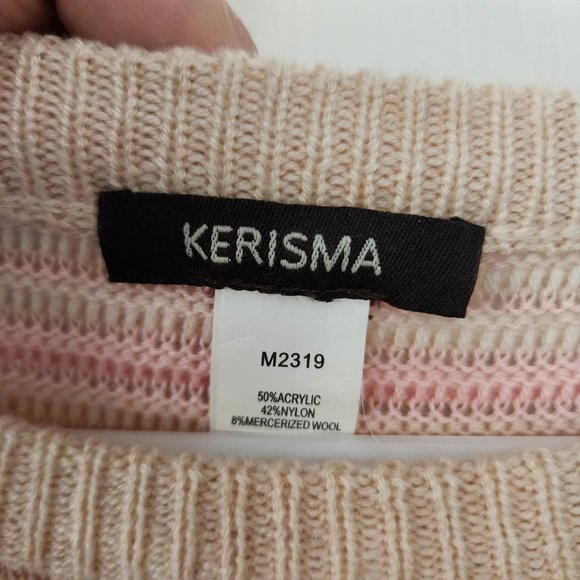 KERISMA
M2319
50%ACRYLIC
42%NYLON
8%MERCERIZED WOOL